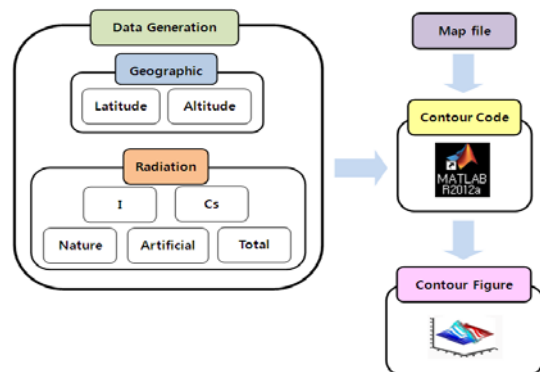 Data Generation
Geographic
Latitude
Altitude
Radiation
I
Cs
Nature
Artificial
Total
Map file
Contour Code
MATLAB
R2012a
Contour Figure